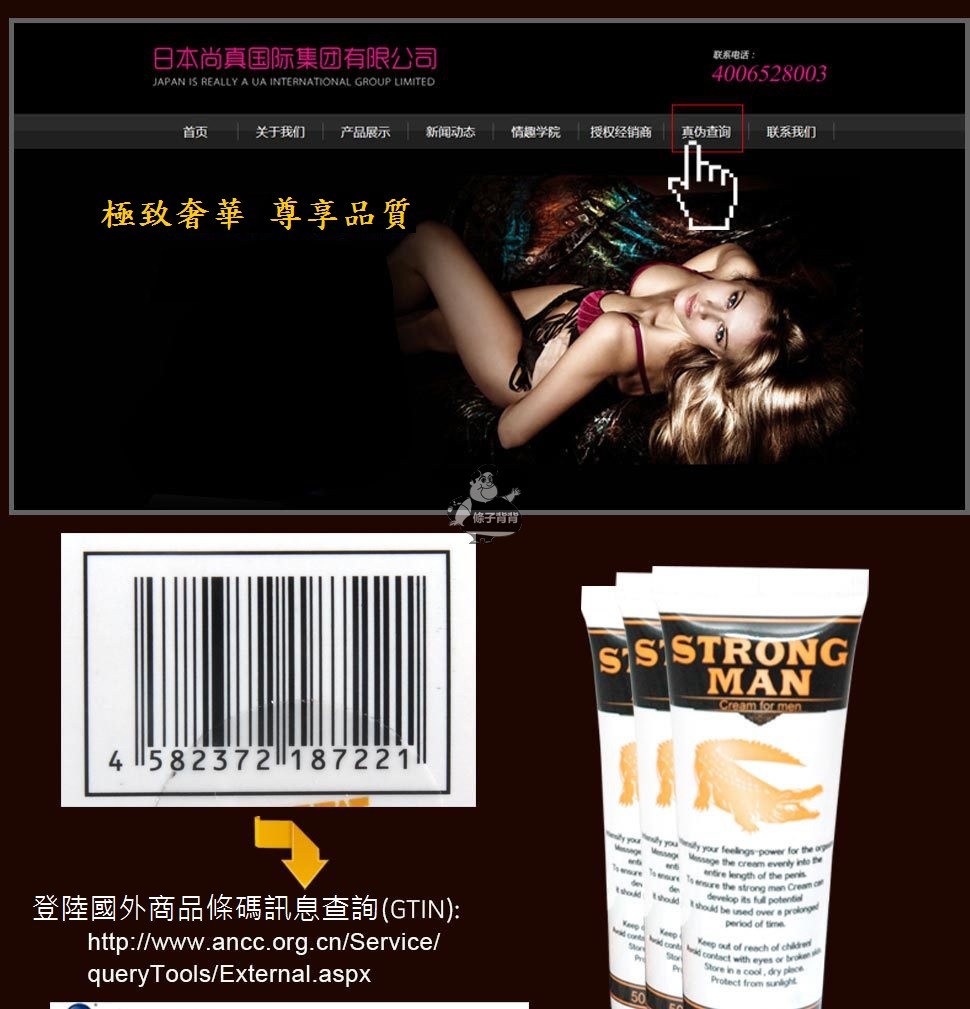 日本尚真国际集团有限公司
JAPAN IS REALLY A UA INTERNATIONAL GROUP LIMITED
联系电话：
4006528003
首页 关于我们 产品展示 新闻动态 情趣学院 授权经销商 真伪查询 联系我们
極致奢華 尊享品質
條子背背
4 582372 187221
登陸國外商品條碼訊息查詢(GTIN):
http://www.ancc.org.cn/Service/
queryTools/External.aspx
STRONG
MAN
Cream for men
Intensify your feelings-power for the orgasm
Message the cream evenly into the
entire length of the penis.
To ensure the strong man Cream can
develop its full potential
it should be used over a prolonged
period of time.
Keep out of reach of children!
Avoid contact with eyes or broken skin.
Store in a cool , dry place.
Protect from sunlight.
50